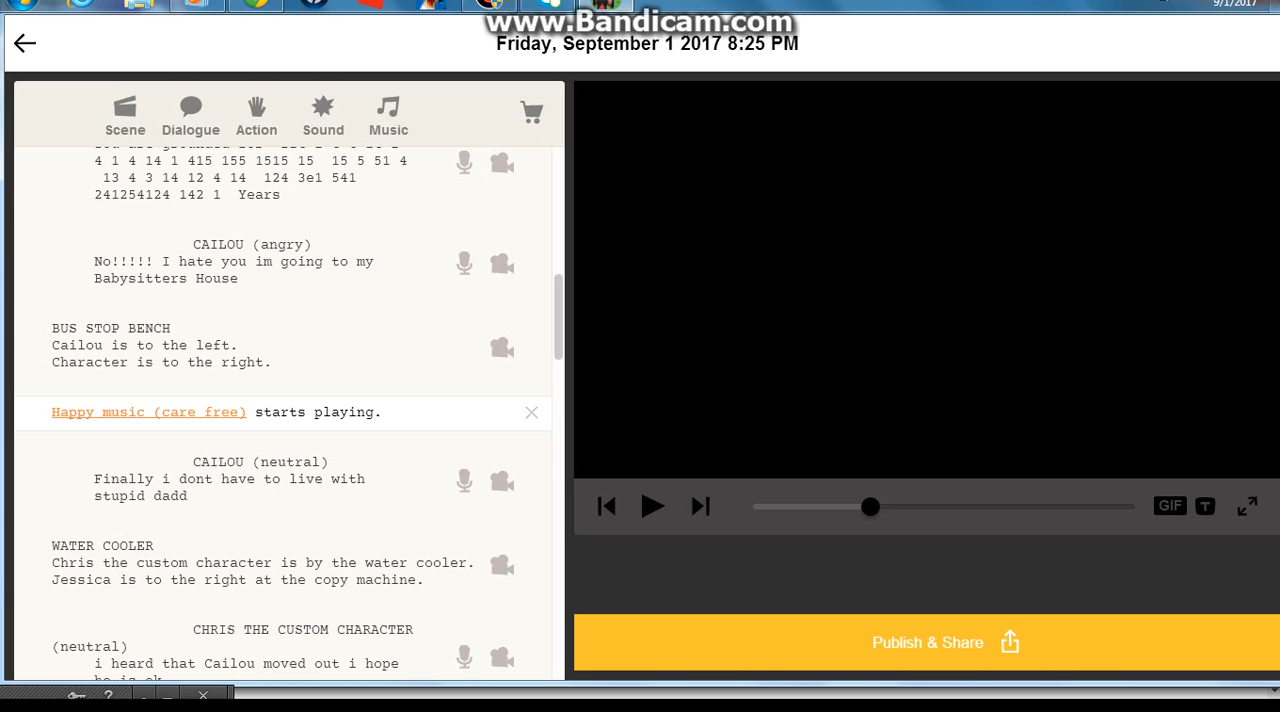 9/1/2017
www.Bandicam.com
Friday, September 1 2017 8:25 PM
Scene Dialogue Action Sound Music
4 1 4 14 1 415 155 1515 15 15 5 51 4
13 4 3 14 12 4 14 124 3e1 541
241254124 142 1 Years
CAILOU (angry)
No!!!!! I hate you im going to my
Babysitters House
BUS STOP BENCH
Cailou is to the left.
Character is to the right.
Happy music (care free) starts playing.
CAILOU (neutral)
Finally i dont have to live with
stupid dadd
WATER COOLER
Chris the custom character is by the water cooler.
Jessica is to the right at the copy machine.
CHRIS THE CUSTOM CHARACTER
(neutral)
i heard that Cailou moved out i hope
he is ok
GIF T
Publish & Share
?